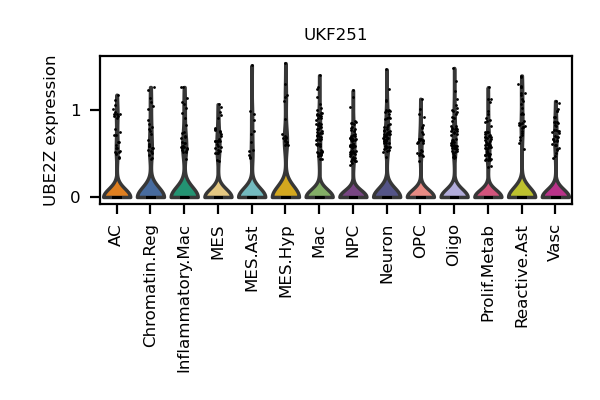 UKF251
UBE2Z expression
1
0
AC
Chromatin.Reg
Inflammatory.Mac
MES
MES.Ast
MES.Hyp
Mac
NPC
Neuron
OPC
Oligo
Prolif.Metab
Reactive.Ast
Vasc